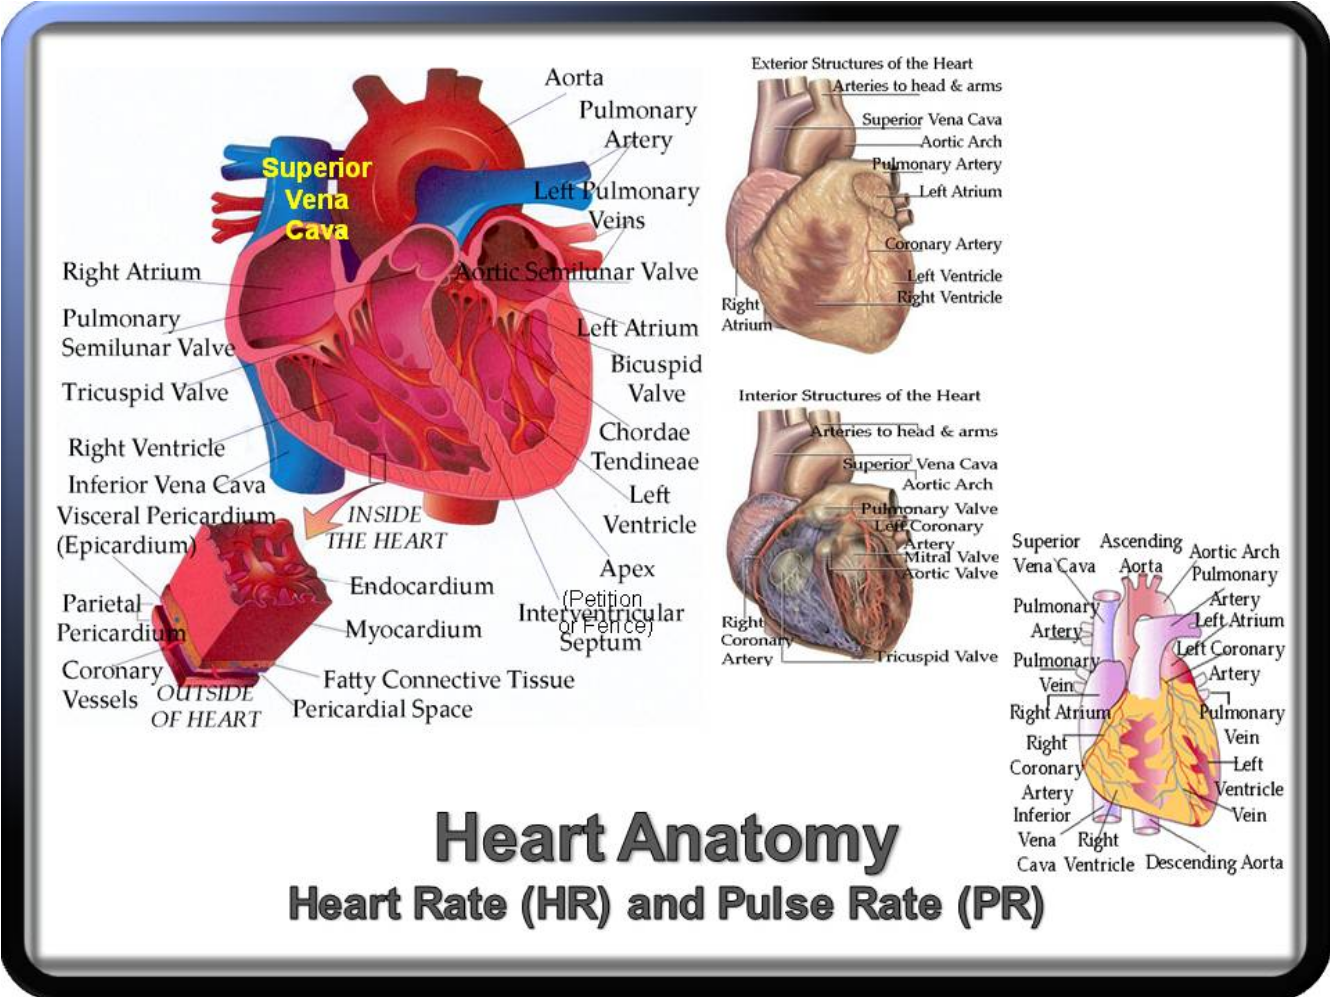 Aorta
Pulmonary
Artery
Superior
Vena
Cava
Left Pulmonary
Veins
Right Atrium
Aortic Semilunar Valve
Pulmonary
Semilunar Valve
Left Atrium
Bicuspid
Valve
Tricuspid Valve
Chordae
Tendineae
Right Ventricle
Inferior Vena Cava
Left
Ventricle
Visceral Pericardium
(Epicardium)
INSIDE
THE HEART
Apex
Endocardium
(Petition
or Fence)
Interventricular
Septum
Parietal
Pericardium
Myocardium
Coronary
Vessels
Fatty Connective Tissue
OUTSIDE
OF HEART
Pericardial Space
Exterior Structures of the Heart
Arteries to head & arms
Superior Vena Cava
Aortic Arch
Pulmonary Artery
Left Atrium
Coronary Artery
Left Ventricle
Right Ventricle
Right
Atrium
Interior Structures of the Heart
Arteries to head & arms
Superior Vena Cava
Aortic Arch
Pulmonary Valve
Left Coronary
Artery
Mitral Valve
Aortic Valve
Right
Coronary
Artery
Tricuspid Valve
Superior
Vena Cava
Ascending
Aorta
Aortic Arch
Pulmonary
Artery
Left Atrium
Left Coronary
Artery
Pulmonary
Vein
Left
Ventricle
Vein
Pulmonary
Artery
Pulmonary
Vein
Right Atrium
Right
Coronary
Artery
Inferior
Vena
Cava
Right
Ventricle
Descending Aorta
Heart Anatomy
Heart Rate (HR) and Pulse Rate (PR)